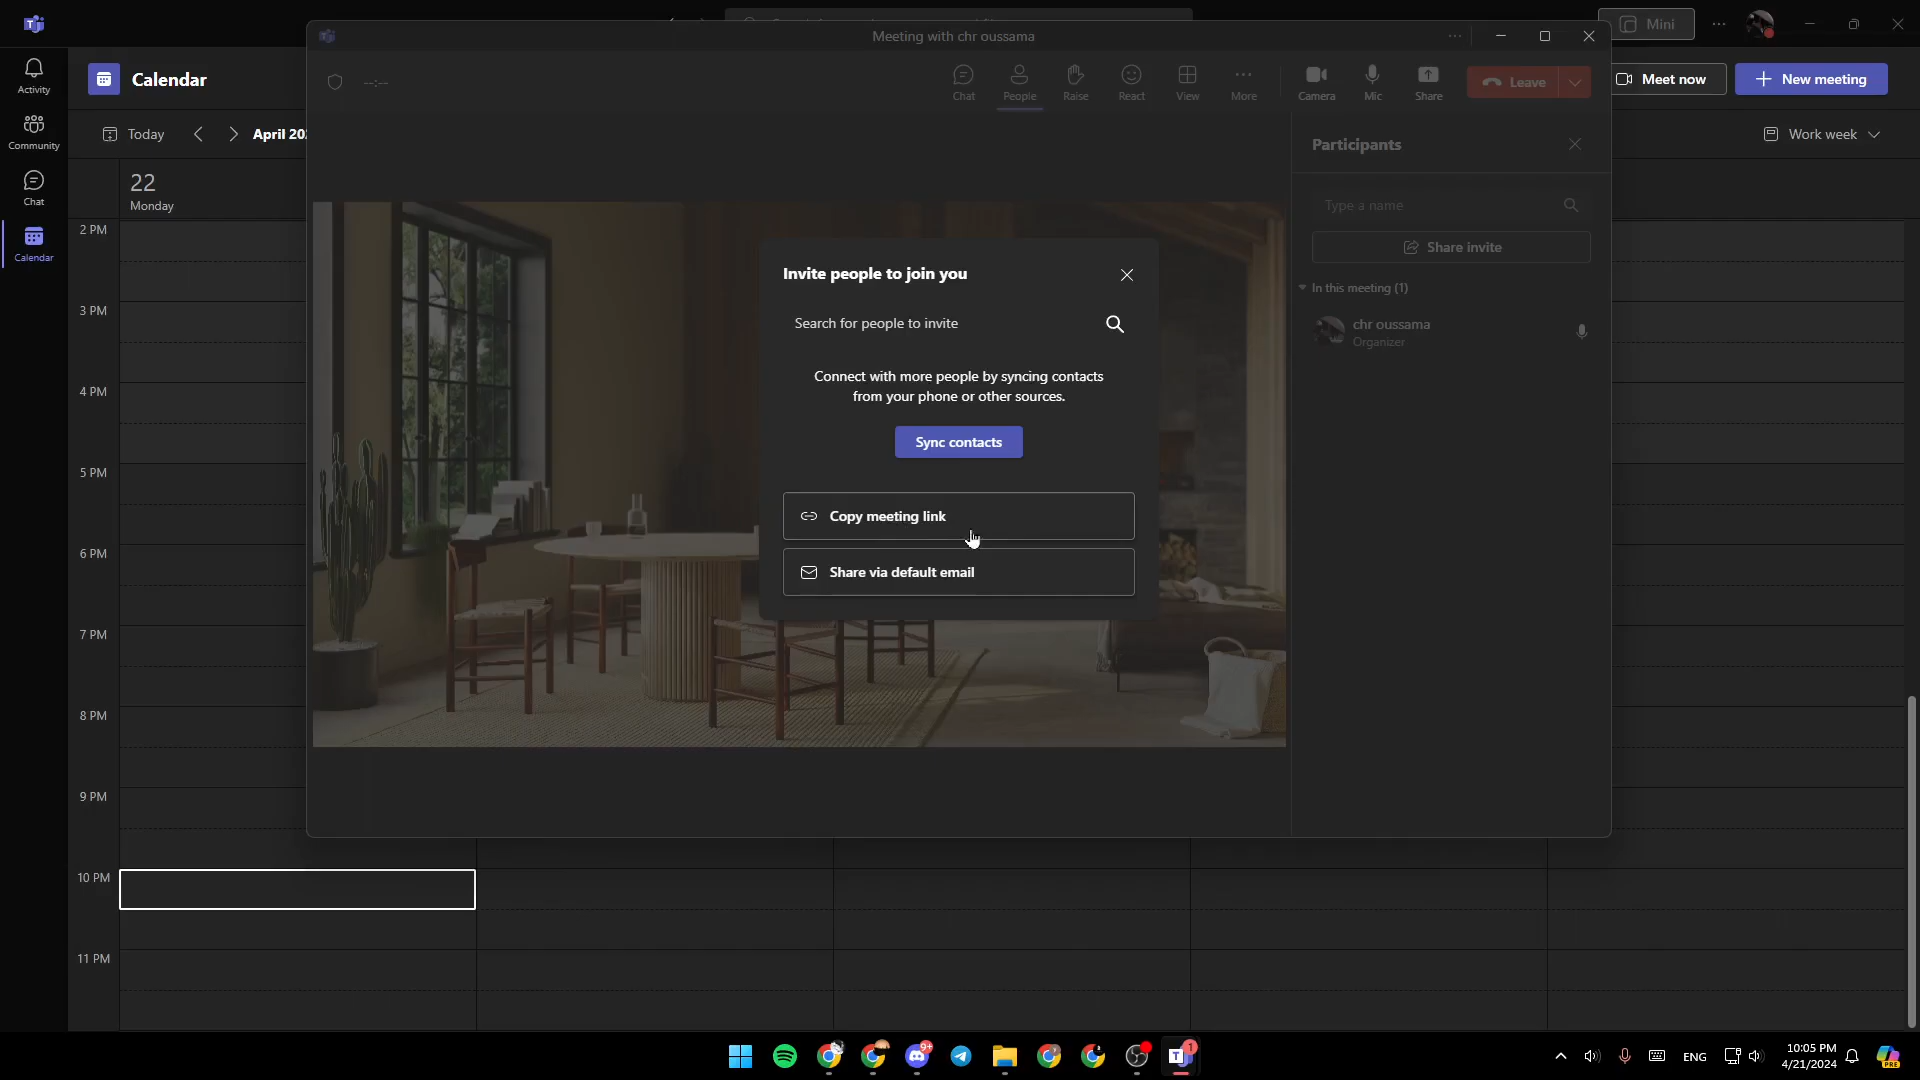 Meeting with chr oussama
Mini
Activity
Community
Chat
Calendar
Calendar
Meet now
New meeting
Today
April 202
Work week
22
Monday
2 PM
3 PM
4 PM
5 PM
6 PM
7 PM
8 PM
9 PM
10 PM
11 PM
--:--
Chat
People
Raise
React
View
More
Camera
Mic
Share
Leave
Participants
Type a name
Share invite
In this meeting (1)
chr oussama
Organizer
Invite people to join you
Search for people to invite
Connect with more people by syncing contacts
from your phone or other sources.
Sync contacts
Copy meeting link
Share via default email
9+
1
ENG
10:05 PM
4/21/2024
PRE